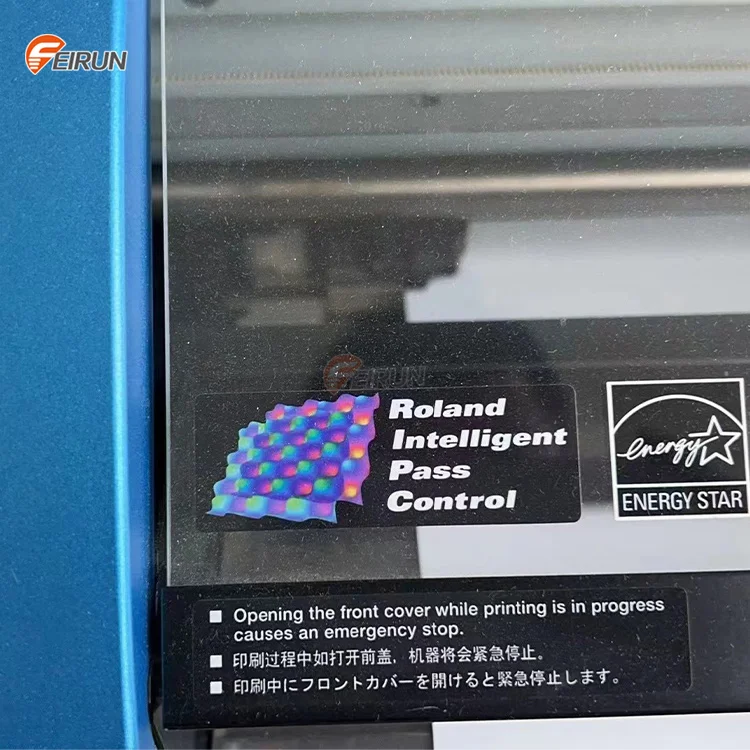 FEIRUN
FEIRUN
Roland
Intelligent
Pass
Control
energy
ENERGY STAR
■ Opening the front cover while printing is in progress
causes an emergency stop.
■ 印刷过程中如打开前盖, 机器将会紧急停止。
■ 印刷中にフロントカバーを開けると緊急停止します。